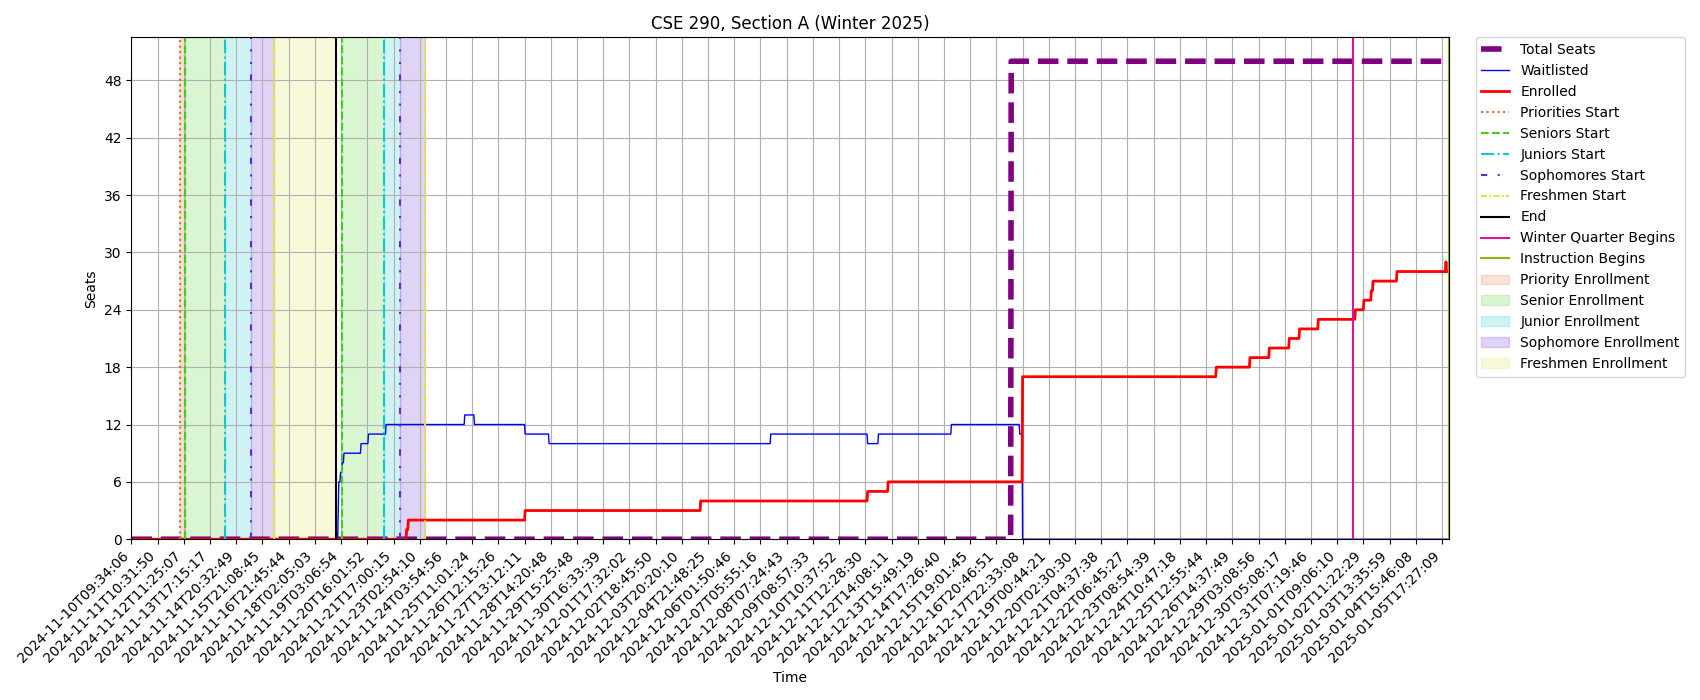 CSE 290, Section A (Winter 2025)
Seats
48
42
36
30
24
18
12
6
0
2024-11-10T09:34:06
2024-11-11T10:31:50
2024-11-12T11:25:07
2024-11-13T17:15:17
2024-11-14T20:32:49
2024-11-15T21:08:45
2024-11-16T21:45:44
2024-11-18T02:05:03
2024-11-19T03:06:54
2024-11-20T16:01:52
2024-11-21T17:00:15
2024-11-23T02:54:10
2024-11-24T03:54:56
2024-11-25T11:01:24
2024-11-26T12:15:26
2024-11-27T13:12:11
2024-11-28T14:20:48
2024-11-29T15:25:48
2024-11-30T16:33:39
2024-12-01T17:32:02
2024-12-02T18:45:50
2024-12-03T20:20:10
2024-12-04T21:48:25
2024-12-06T01:50:46
2024-12-07T05:55:16
2024-12-08T07:24:43
2024-12-09T08:57:33
2024-12-10T10:37:52
2024-12-11T12:28:30
2024-12-12T14:08:11
2024-12-13T15:49:19
2024-12-14T17:26:40
2024-12-15T19:01:45
2024-12-16T20:46:51
2024-12-17T22:33:08
2024-12-19T00:44:21
2024-12-20T02:30:30
2024-12-21T04:37:38
2024-12-22T06:45:27
2024-12-23T08:54:39
2024-12-24T10:47:18
2024-12-25T12:55:44
2024-12-26T14:37:49
2024-12-29T03:08:56
2024-12-30T05:08:17
2024-12-31T07:19:46
2025-01-01T09:06:10
2025-01-02T11:22:29
2025-01-03T13:35:59
2025-01-04T15:46:08
2025-01-05T17:27:09
Time
Total Seats
Waitlisted
Enrolled
Priorities Start
Seniors Start
Juniors Start
Sophomores Start
Freshmen Start
End
Winter Quarter Begins
Instruction Begins
Priority Enrollment
Senior Enrollment
Junior Enrollment
Sophomore Enrollment
Freshmen Enrollment